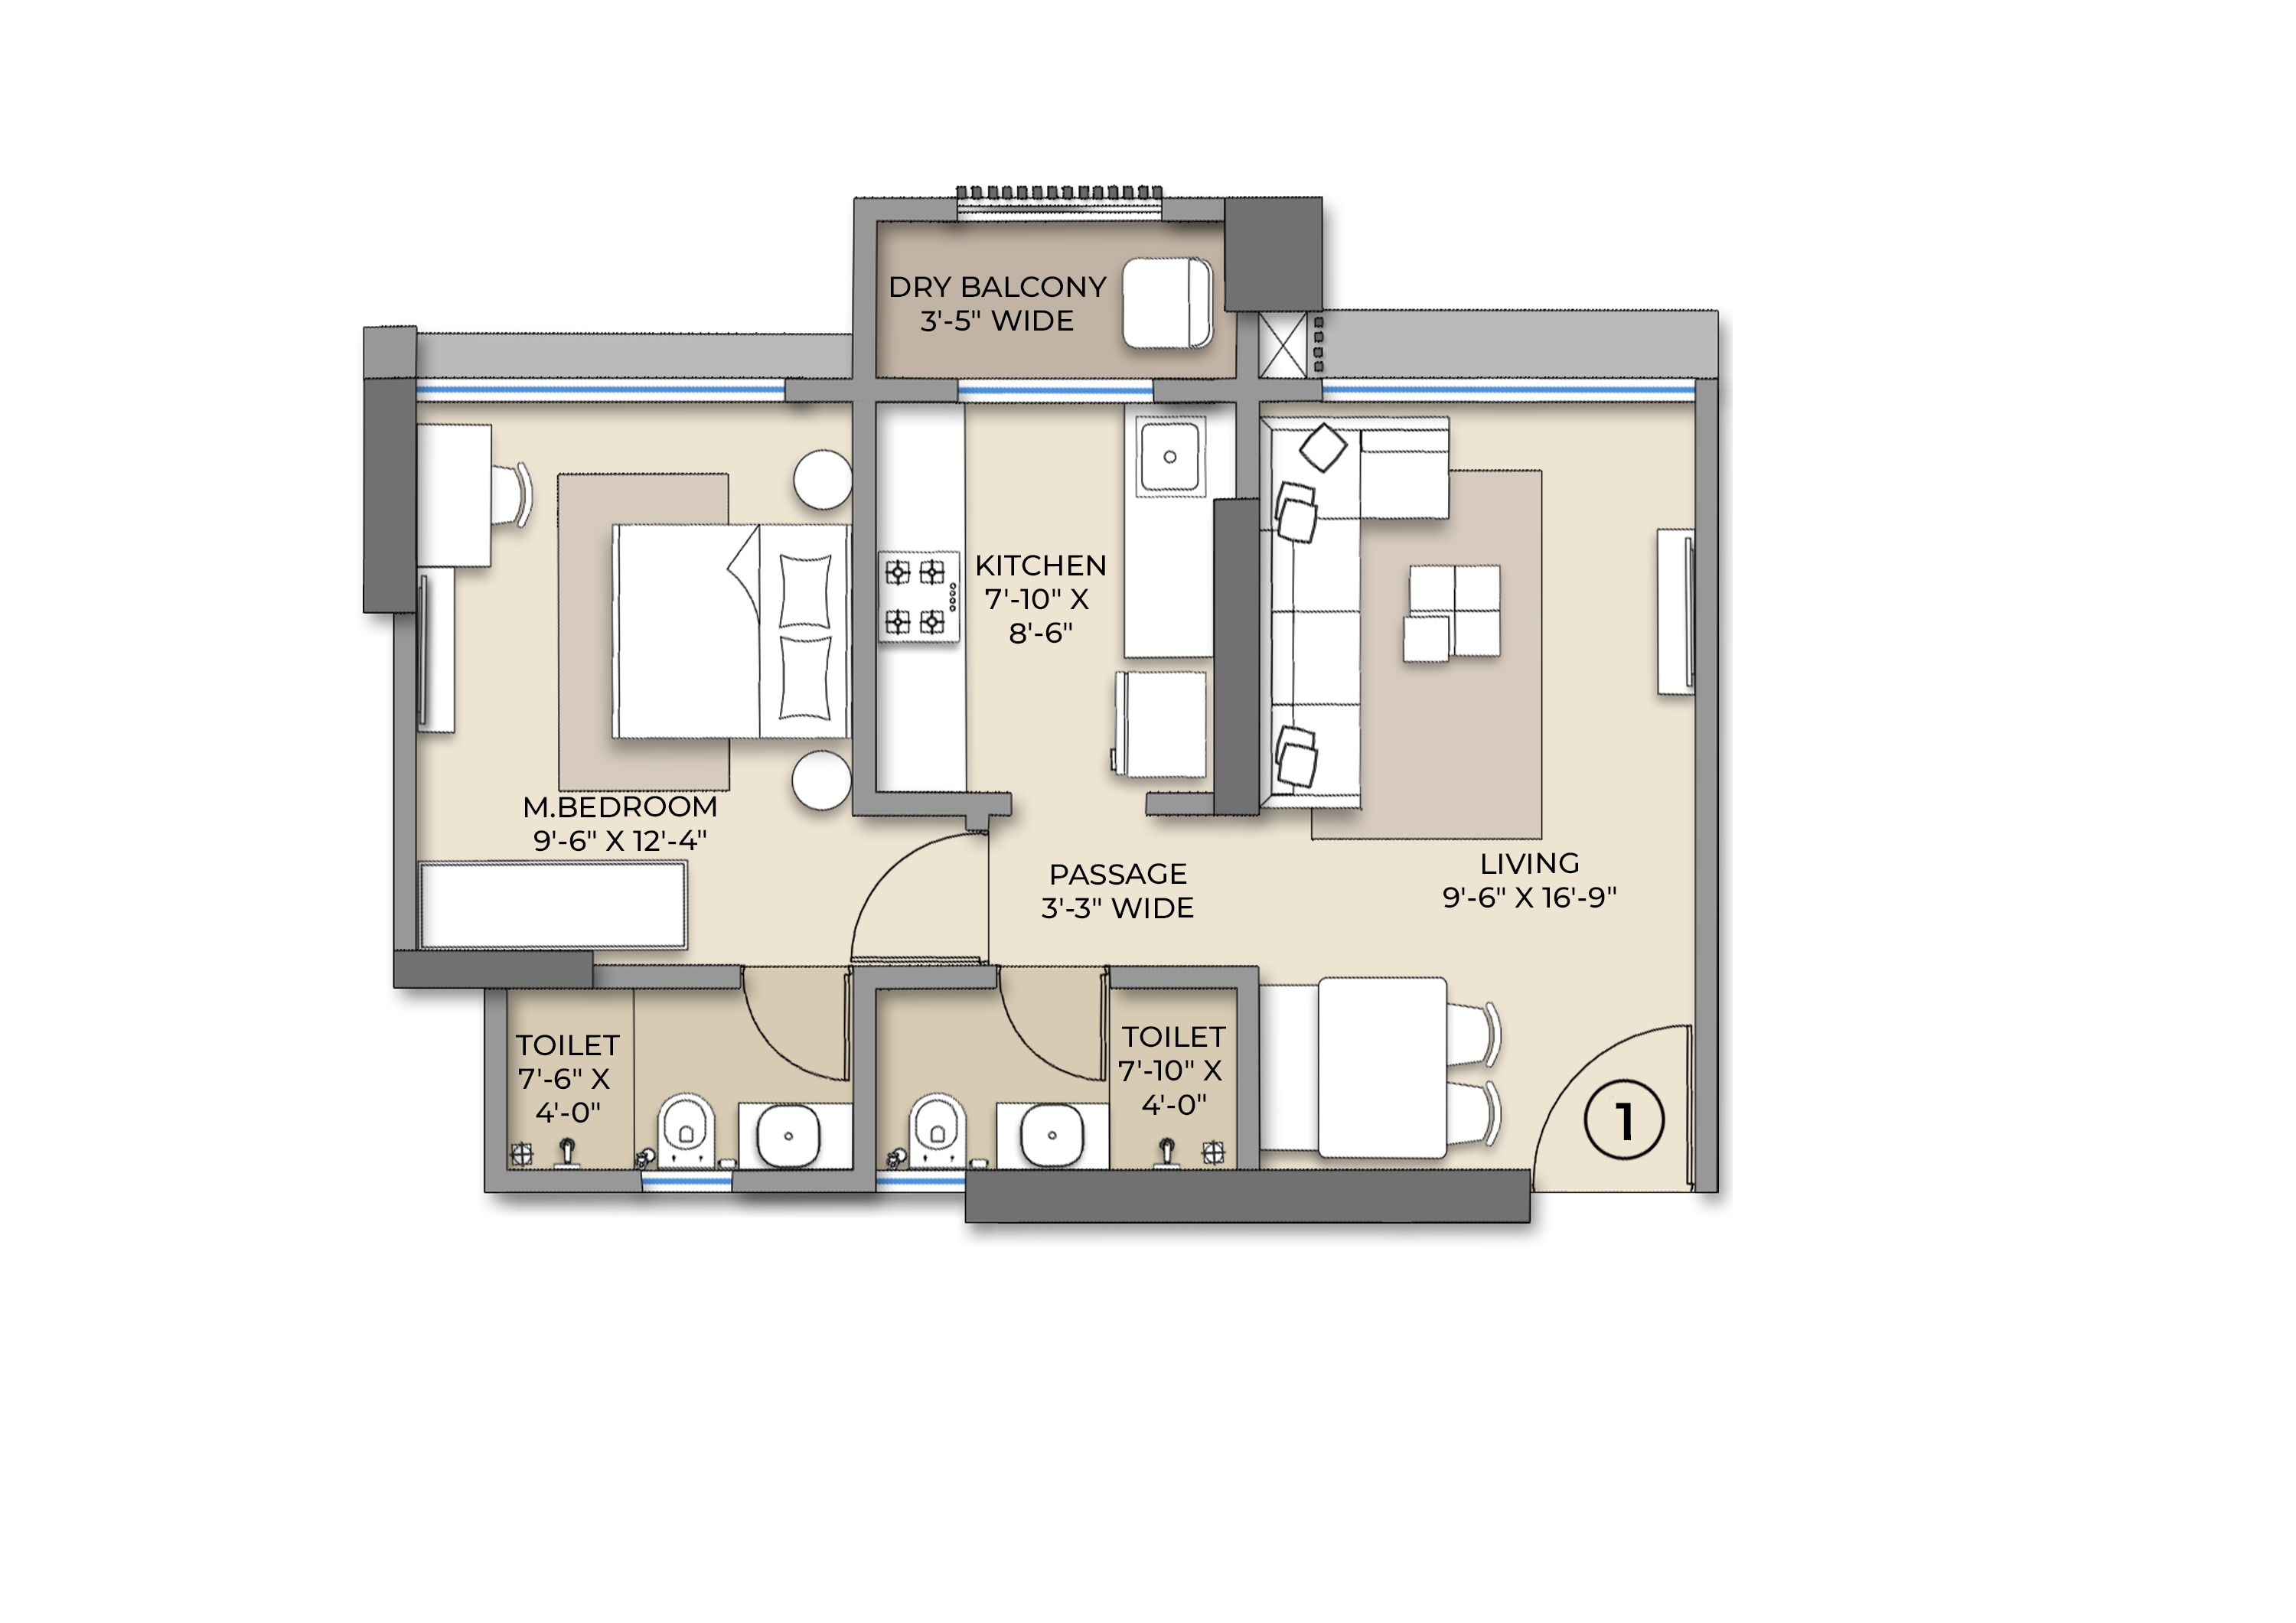 DRY BALCONY
3'-5" WIDE
KITCHEN
7'-10" X
8'-6"
M.BEDROOM
9'-6" X 12'-4"
PASSAGE
3'-3" WIDE
LIVING
9'-6" X 16'-9"
TOILET
7'-6" X
4'-0"
TOILET
7'-10" X
4'-0"
1